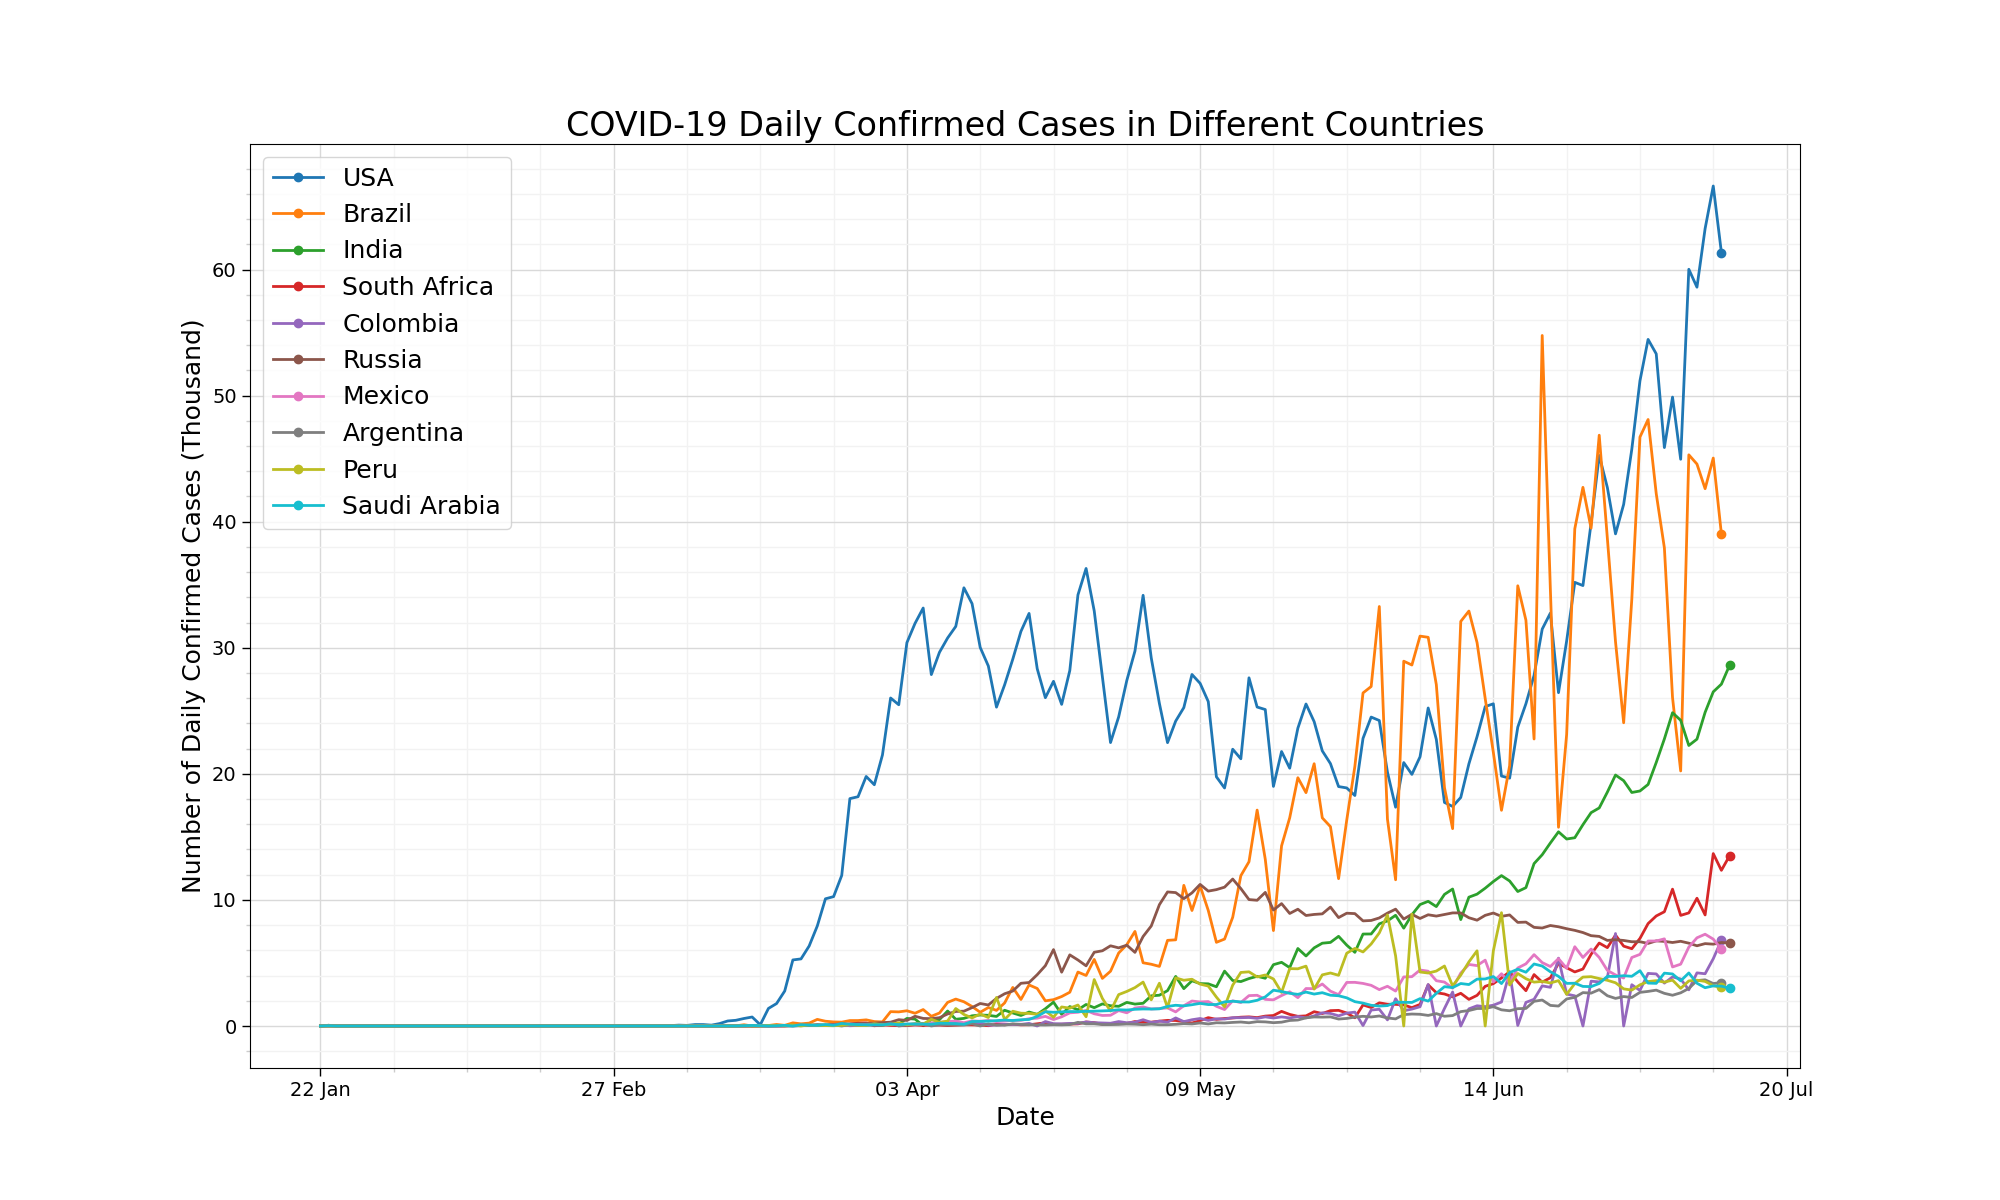 COVID-19 Daily Confirmed Cases in Different Countries
USA
Brazil
India
South Africa
Colombia
Russia
Mexico
Argentina
Peru
Saudi Arabia
Number of Daily Confirmed Cases (Thousand)
60
50
40
30
20
10
0
22 Jan
27 Feb
03 Apr
09 May
14 Jun
20 Jul
Date